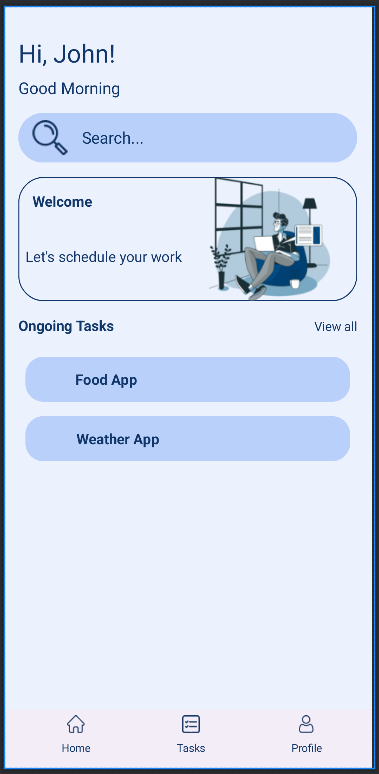 Hi, John!
Good Morning
Search...
Welcome
Let's schedule your work
Ongoing Tasks View all
Food App
Weather App
Home Tasks Profile